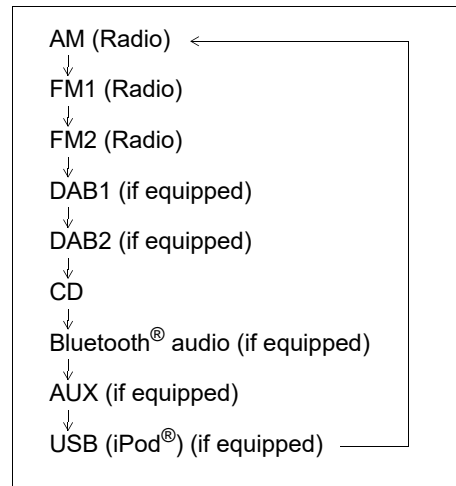 AM (Radio)
FM1 (Radio)
FM2 (Radio)
DAB1 (if equipped)
DAB2 (if equipped)
CD
Bluetooth® audio (if equipped)
AUX (if equipped)
USB (iPod®) (if equipped)